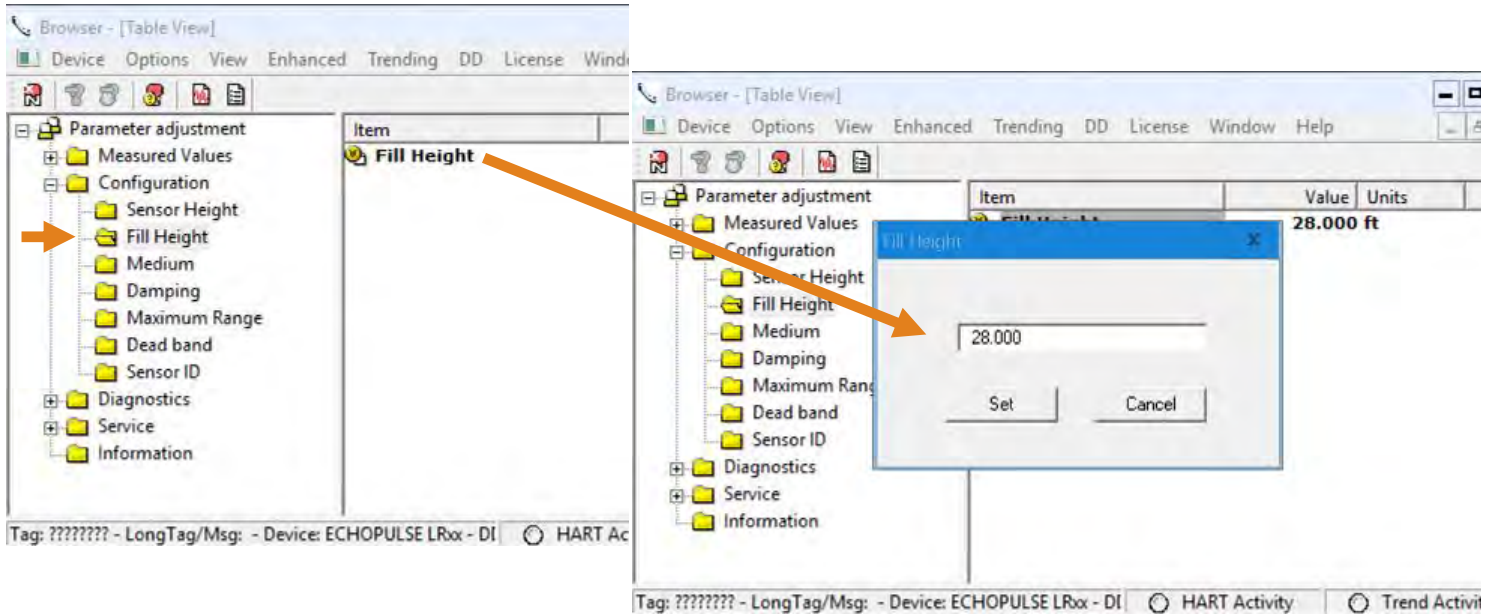 Browser - [Table View]
Device Options View Enhanced Trending DD License
Parameter adjustment
Measured Values
Configuration
Sensor Height
Fill Height
Medium
Damping
Maximum Range
Dead band
Sensor ID
Diagnostics
Service
Information
Item
Fill Height
Tag: ???????? - LongTag/Msg: - Device: ECHOPULSE LRxx - DI HART Ac
Browser - [Table View]
Device Options View Enhanced Trending DD License Window Help
Parameter adjustment
Measured Values
Configuration
Sensor Height
Fill Height
Medium
Damping
Maximum Rang
Dead band
Sensor ID
Diagnostics
Service
Information
Item Value Units
28.000 ft
Fill Height X
28.000
Set Cancel
Tag: ???????? - LongTag/Msg: - Device: ECHOPULSE LRxx - DI HART Activity Trend Activit